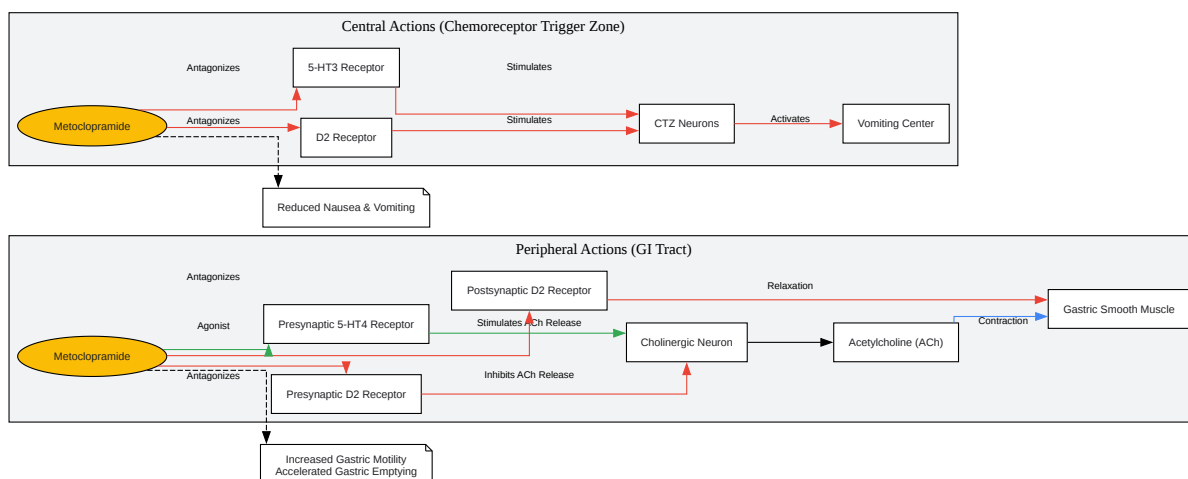 Central Actions (Chemoreceptor Trigger Zone)
Antagonizes
5-HT3 Receptor
Stimulates
Metoclopramide
Antagonizes
D2 Receptor
Stimulates
CTZ Neurons
Activates
Vomiting Center
Reduced Nausea & Vomiting
Peripheral Actions (GI Tract)
Antagonizes
Postsynaptic D2 Receptor
Relaxation
Gastric Smooth Muscle
Agonist
Presynaptic 5-HT4 Receptor
Stimulates ACh Release
Contraction
Metoclopramide
Cholinergic Neuron
Acetylcholine (ACh)
Antagonizes
Presynaptic D2 Receptor
Inhibits ACh Release
Increased Gastric Motility
Accelerated Gastric Emptying